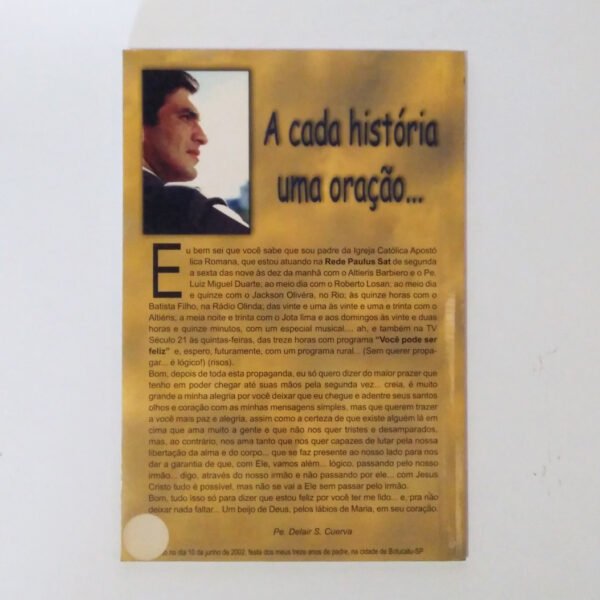 A cada história
uma oração...
Eu bem sei que você sabe que sou padre da Igreja Católica Apostó
lica Romana, que estou atuando na Rede Paulus Sat de segunda
a sexta das nove às dez da manhã com o Altieris Barbiero e o Pe.
Luiz Miguel Duarte; ao meio dia com o Roberto Losan; ao meio dia
e quinze com o Jackson Olivéra, no Rio; às quinze horas com o
Batista Filho, na Rádio Olinda; das vinte e uma às vinte e uma e trinta com o
Altiéris; a meia noite e trinta com o Jota lima e aos domingos às vinte e duas
horas e quinze minutos, com um especial musical.... ah, e também na TV
Século 21 às quintas-feiras, das treze horas com programa "Você pode ser
feliz" e, espero, futuramente, com um programa rural... (Sem querer propa-
gar... é lógico!) (risos).
Bom, depois de toda esta propaganda, eu só quero dizer do maior prazer que
tenho em poder chegar até suas mãos pela segunda vez... creia, é muito
grande a minha alegria por você deixar que eu chegue e adentre seus santos
olhos e coração com as minhas mensagens simples, mas que querem trazer
a você mais paz e alegria, assim como a certeza de que existe alguém lá em
cima que ama muito a gente e que não nos quer tristes e desamparados,
mas, ao contrário, nos ama tanto que nos quer capazes de lutar pela nossa
libertação da alma e do corpo... que se faz presente ao nosso lado para nos
dar a garantia de que, com Ele, vamos além... lógico, passando pelo nosso
irmão... digo, através do nosso irmão e não passando por ele... com Jesus
Cristo tudo é possível, mas não se vai a Ele sem passar pelo irmão.
Bom, tudo isso só para dizer que estou feliz por você ter me lido... e, pra não
deixar nada faltar... Um beijo de Deus, pelos lábios de Maria, em seu coração.
Pe. Delair S. Cuerva
no dia 10 de junho de 2002, festa dos meus treze anos de padre, na cidade de Botucatu-SP